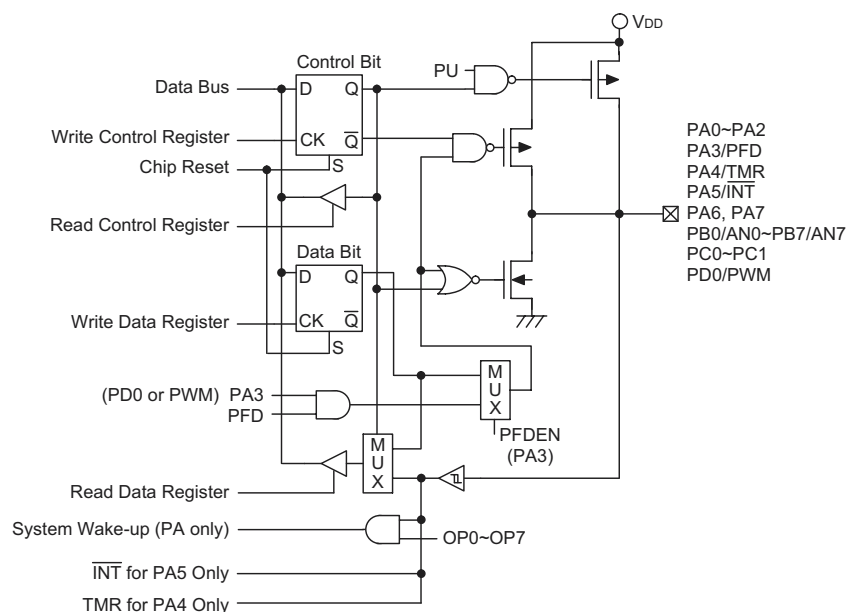 VDD
Control Bit
PU
Data Bus
D
Q
Write Control Register
CK
Q̅
Chip Reset
S
Read Control Register
Data Bit
D
Q
Write Data Register
CK
Q̅
S
(PD0 or PWM)
PA3
PFD
M
U
X
PFDEN
(PA3)
M
U
X
Read Data Register
System Wake-up (PA only)
OP0~OP7
I̅N̅T̅ for PA5 Only
TMR for PA4 Only
PA0~PA2
PA3/PFD
PA4/TMR
PA5/I̅N̅T̅
PA6, PA7
PB0/AN0~PB7/AN7
PC0~PC1
PD0/PWM